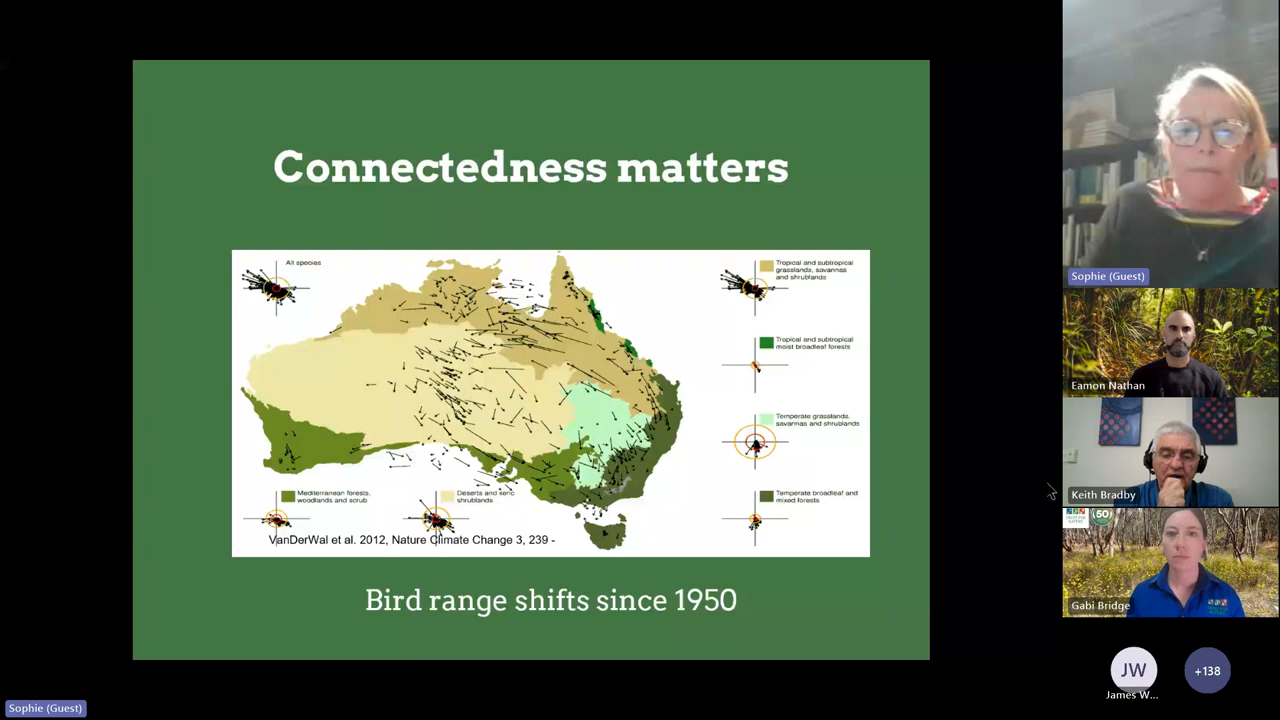 Connectedness matters
All species
Tropical and subtropical
grasslands, savannas
and shrublands
Tropical and subtropical
moist broadleaf forests
Temperate grasslands,
savannas and shrublands
Mediterranean forests,
woodlands and scrub
Deserts and xeric
shrublands
Temperate broadleaf and
mixed forests
VanDerWal et al. 2012, Nature Climate Change 3, 239 -
Bird range shifts since 1950
Sophie (Guest)
Eamon Nathan
Keith Bradby
50
Gabi Bridge
JW
+138
James W...
Sophie (Guest)